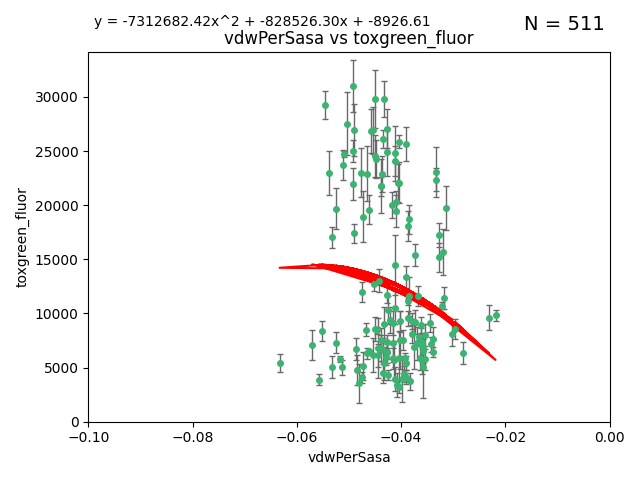 y = -7312682.42x^2 + -828526.30x + -8926.61
N = 511
vdwPerSasa vs toxgreen_fluor
toxgreen_fluor
30000
25000
20000
15000
10000
5000
0
−0.10
−0.08
−0.06
−0.04
−0.02
0.00
vdwPerSasa